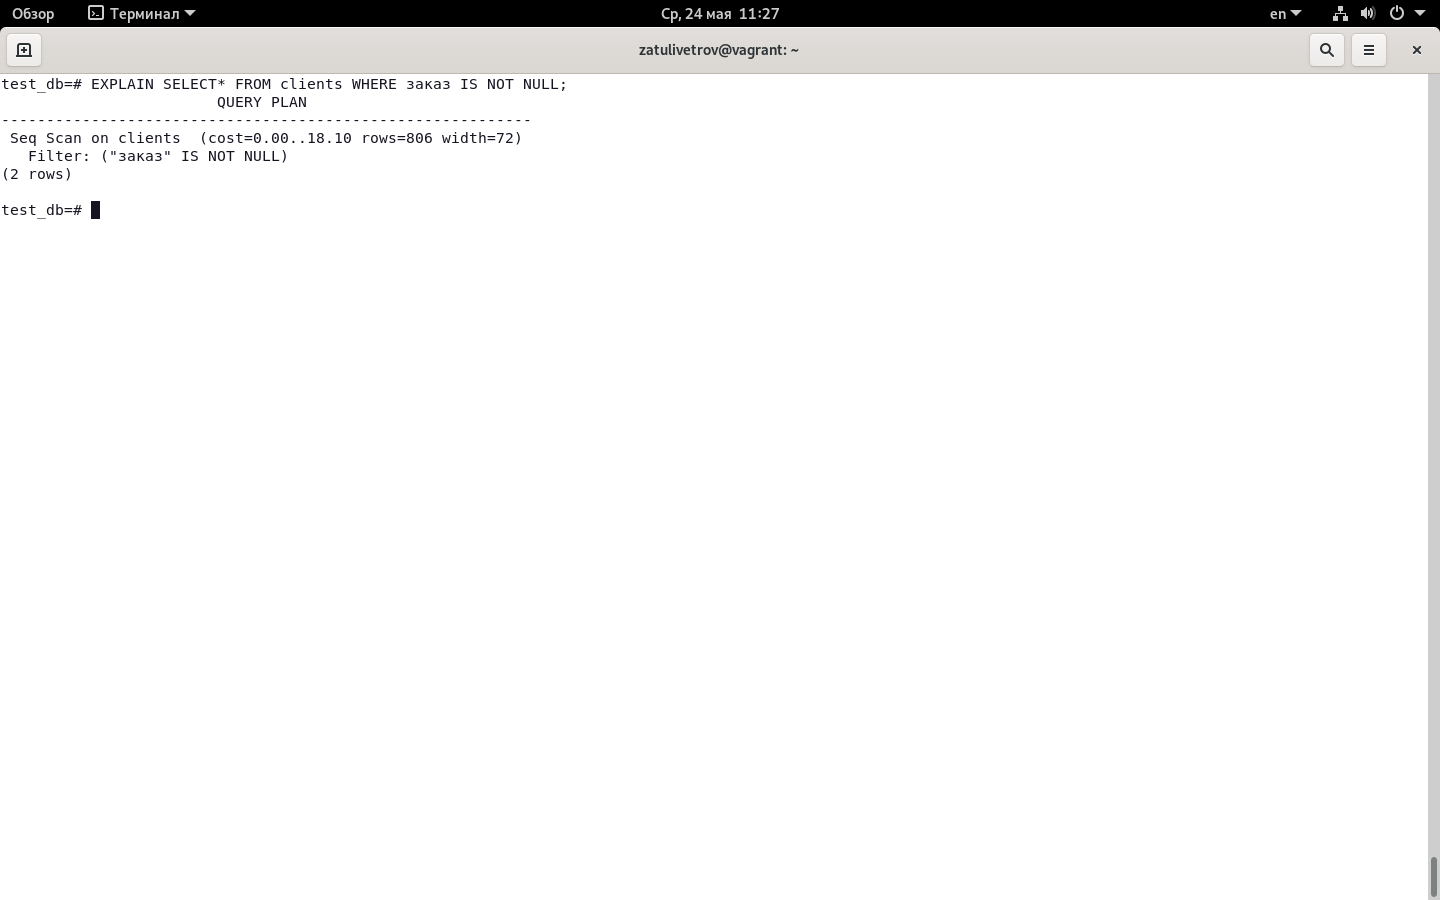 Обзор Терминал Ср, 24 мая 11:27 en
zatulivetrov@vagrant: ~
test_db=# EXPLAIN SELECT* FROM clients WHERE заказ IS NOT NULL;
QUERY PLAN
-----------------------------------------------------------
Seq Scan on clients  (cost=0.00..18.10 rows=806 width=72)
Filter: ("заказ" IS NOT NULL)
(2 rows)
test_db=#